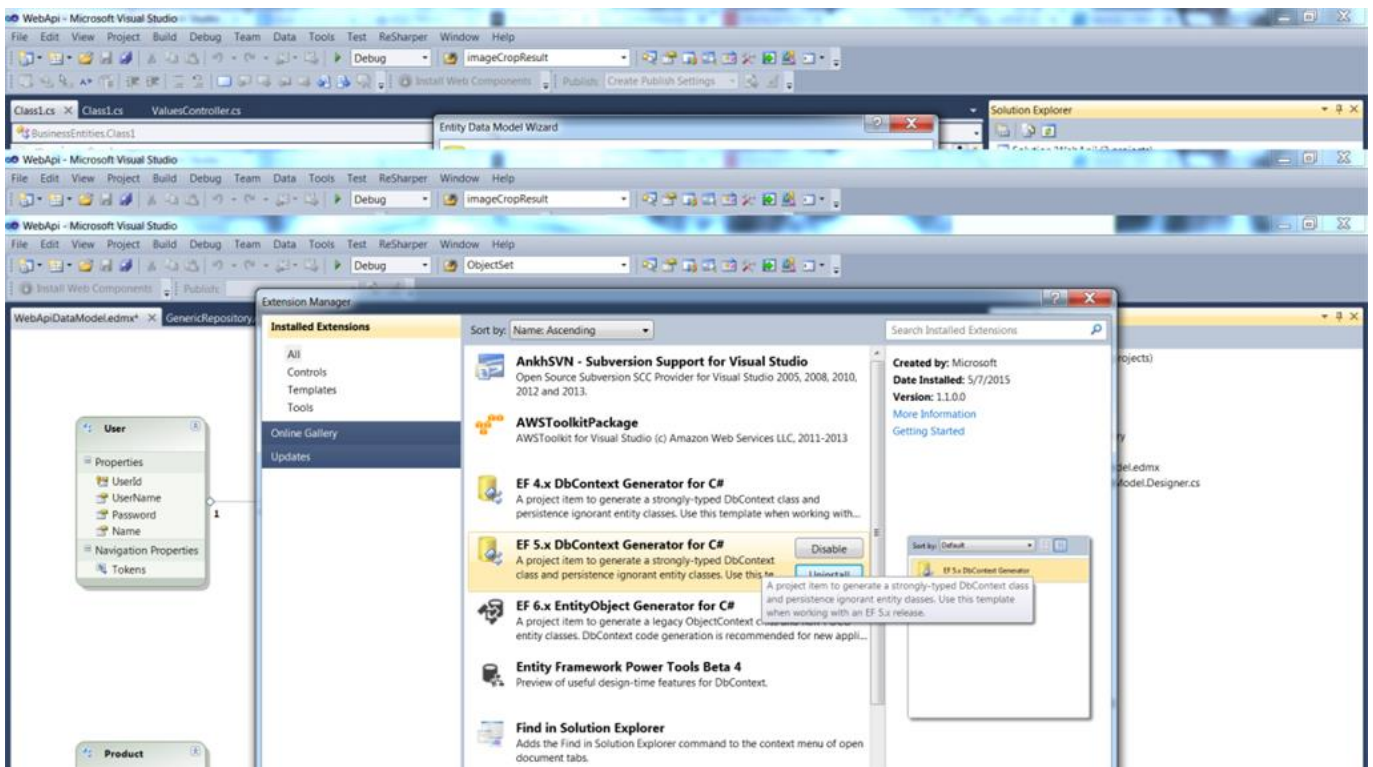 WebApi - Microsoft Visual Studio
File Edit View Project Build Debug Team Data Tools Test ReSharper Window Help
Debug imageCropResult
Install Web Components Publish: Create Publish Settings
Class1.cs Class1.cs ValuesController.cs Solution Explorer
BusinessEntities.Class1 Entity Data Model Wizard
WebApi - Microsoft Visual Studio
File Edit View Project Build Debug Team Data Tools Test ReSharper Window Help
Debug imageCropResult
WebApi - Microsoft Visual Studio
File Edit View Project Build Debug Team Data Tools Test ReSharper Window Help
Debug ObjectSet
Install Web Components Publish:
Extension Manager
WebApiDataModel.edmx* GenericRepository.
Installed Extensions
All
Controls
Templates
Tools
Online Gallery
Updates
Sort by: Name: Ascending
Search Installed Extensions
AnkhSVN - Subversion Support for Visual Studio
Open Source Subversion SCC Provider for Visual Studio 2005, 2008, 2010,
2012 and 2013.
AWSToolkitPackage
AWSToolkit for Visual Studio (c) Amazon Web Services LLC, 2011-2013
EF 4.x DbContext Generator for C#
A project item to generate a strongly-typed DbContext class and
persistence ignorant entity classes. Use this template when working with...
EF 5.x DbContext Generator for C#
Disable
A project item to generate a strongly-typed DbContext
class and persistence ignorant entity classes. Use this te
Uninstall
A project item to generate a strongly-typed DbContext class
and persistence ignorant entity classes. Use this template
when working with an EF 5.x release.
EF 6.x EntityObject Generator for C#
A project item to generate a legacy ObjectContext
entity classes. DbContext code generation is recommended for new appli...
Entity Framework Power Tools Beta 4
Preview of useful design-time features for DbContext.
Find in Solution Explorer
Adds the Find in Solution Explorer command to the context menu of open
document tabs.
Created by: Microsoft
Date Installed: 5/7/2015
Version: 1.1.0.0
More Information
Getting Started
Sort by: Default
EF 5.x DbContext Generator
rojects)
ry
del.edmx
Model.Designer.cs
User
Properties
UserId
UserName
Password
Name
Navigation Properties
Tokens
1
Product